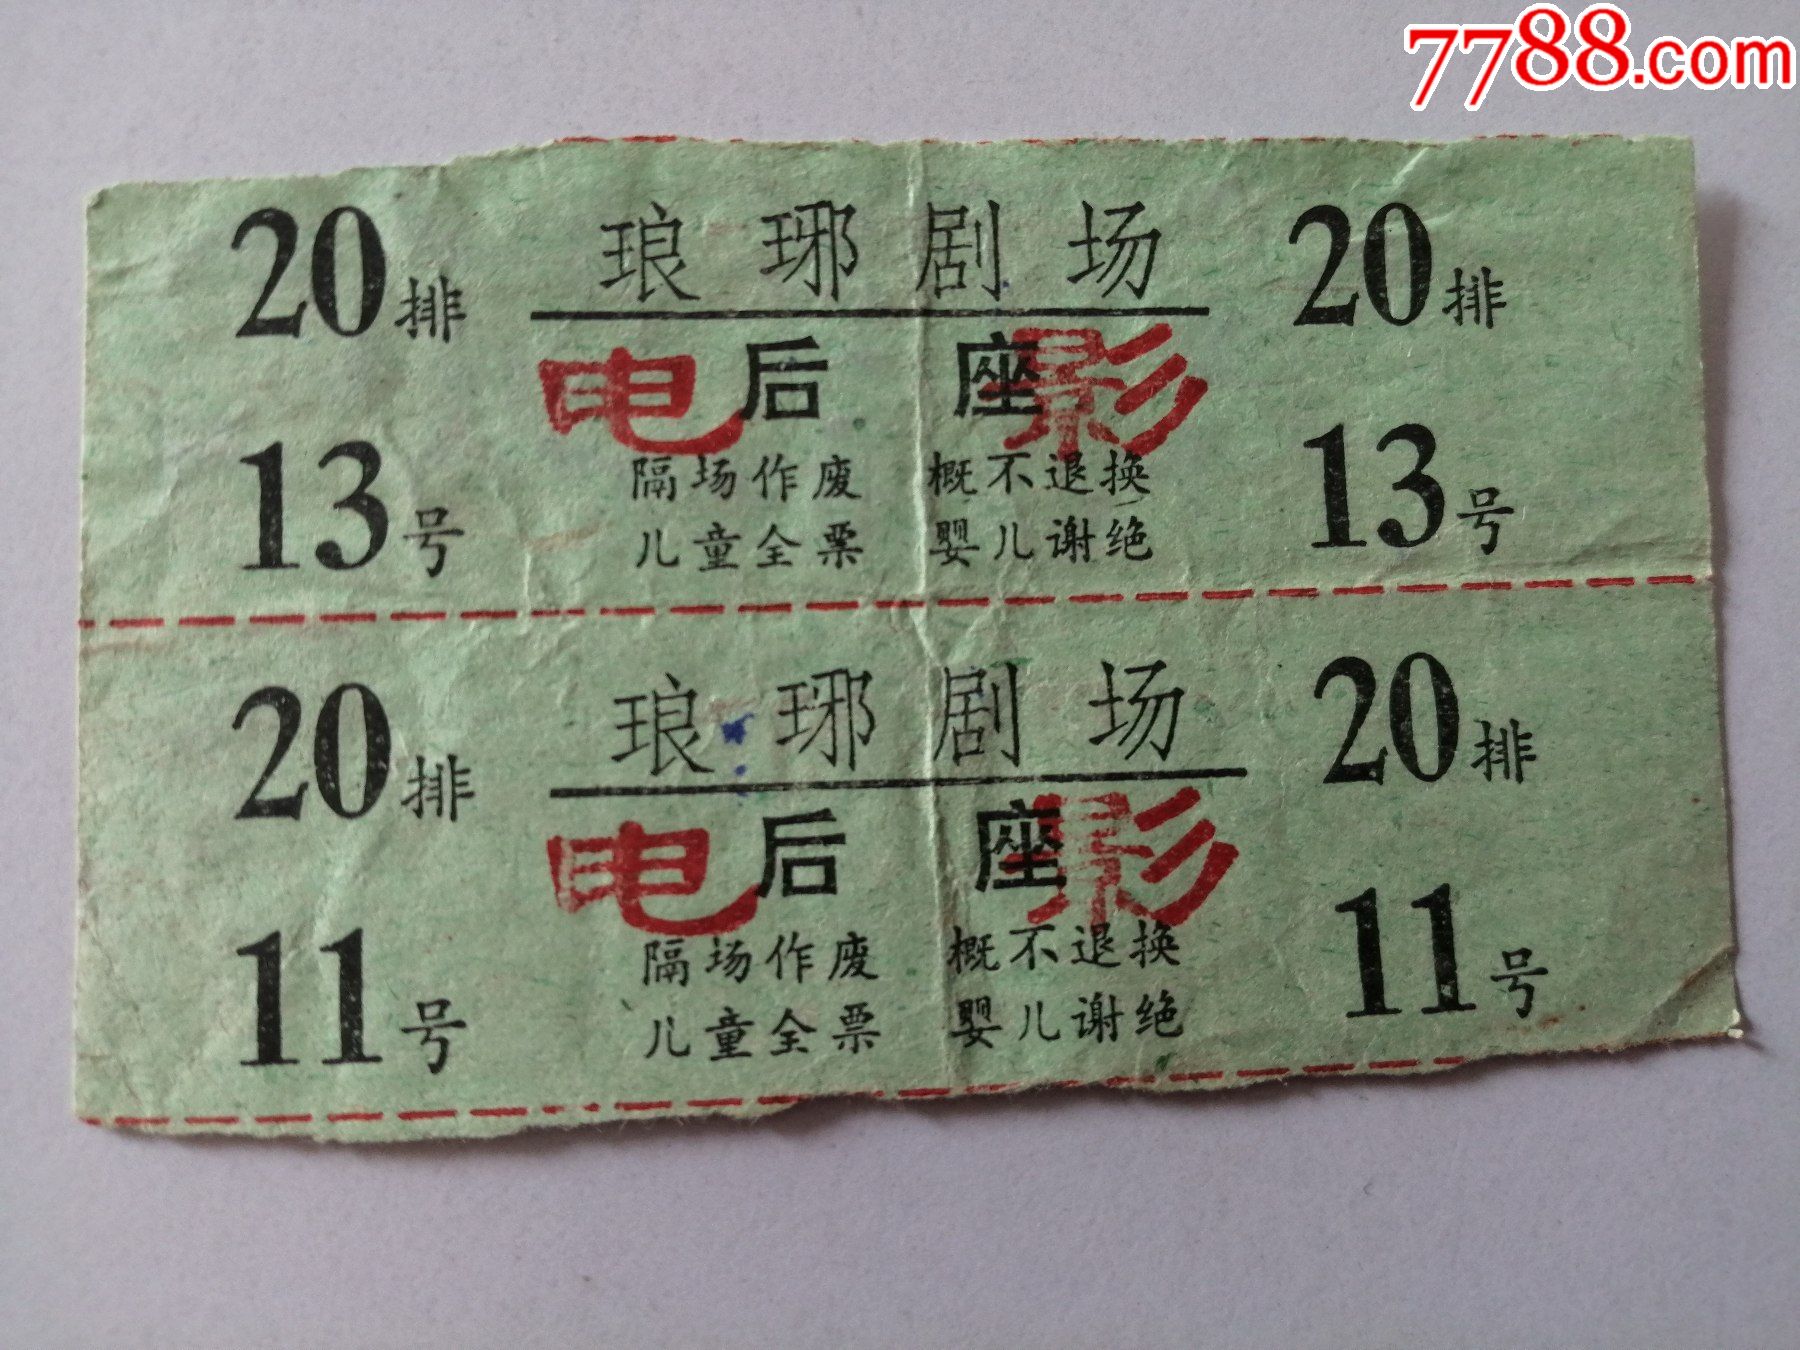 7788.com
20排 琅琊剧场 20排
电后座影
13号 隔场作废 概不退换 13号
儿童全票 婴儿谢绝
20排 琅琊剧场 20排
电后座影
11号 隔场作废 概不退换 11号
儿童全票 婴儿谢绝